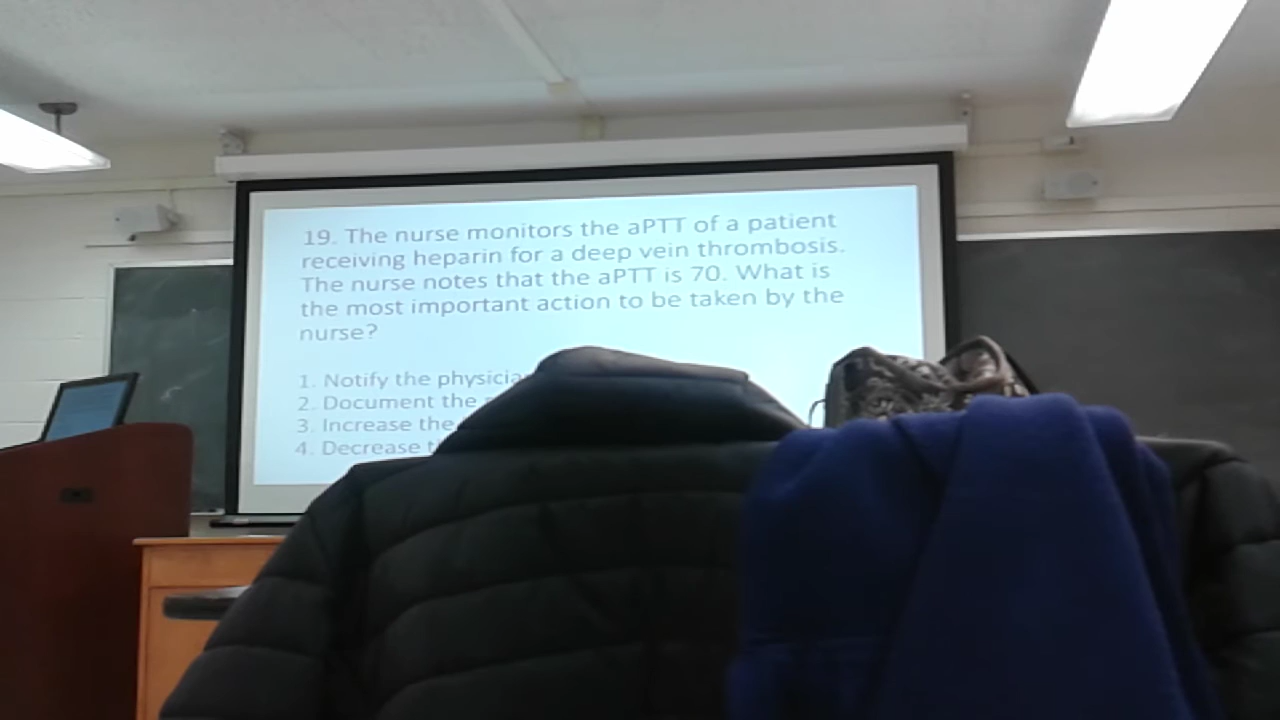 19. The nurse monitors the aPTT of a patient
receiving heparin for a deep vein thrombosis.
The nurse notes that the aPTT is 70. What is
the most important action to be taken by the
nurse?
1. Notify the
2. Document the
3. Increase the
4. Decrease